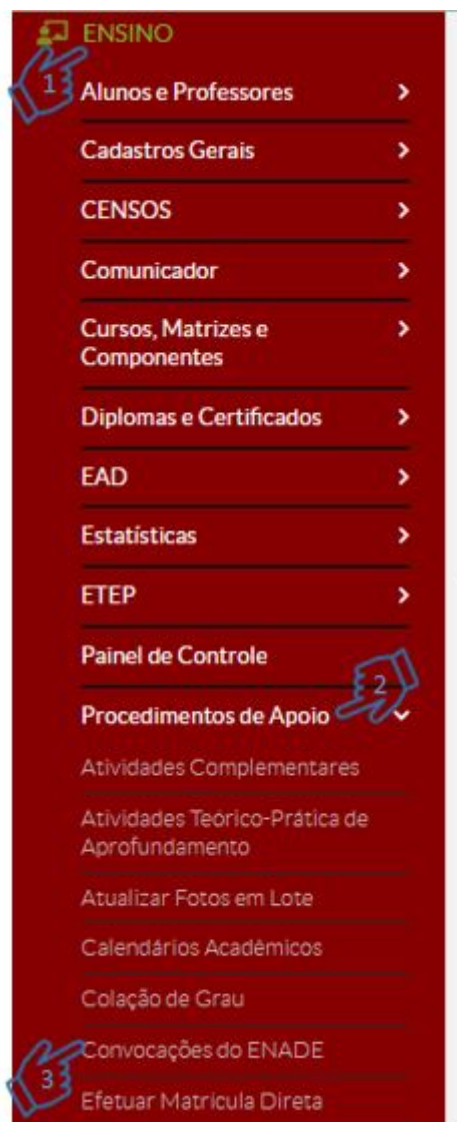 ENSINO
1
Alunos e Professores
Cadastros Gerais
CENSOS
Comunicador
Cursos, Matrizes e
Componentes
Diplomas e Certificados
EAD
Estatísticas
ETEP
Painel de Controle
2
Procedimentos de Apoio
Atividades Complementares
Atividades Teórico-Prática de
Aprofundamento
Atualizar Fotos em Lote
Calendários Acadêmicos
Colação de Grau
Convocações do ENADE
3
Efetuar Matrícula Direta